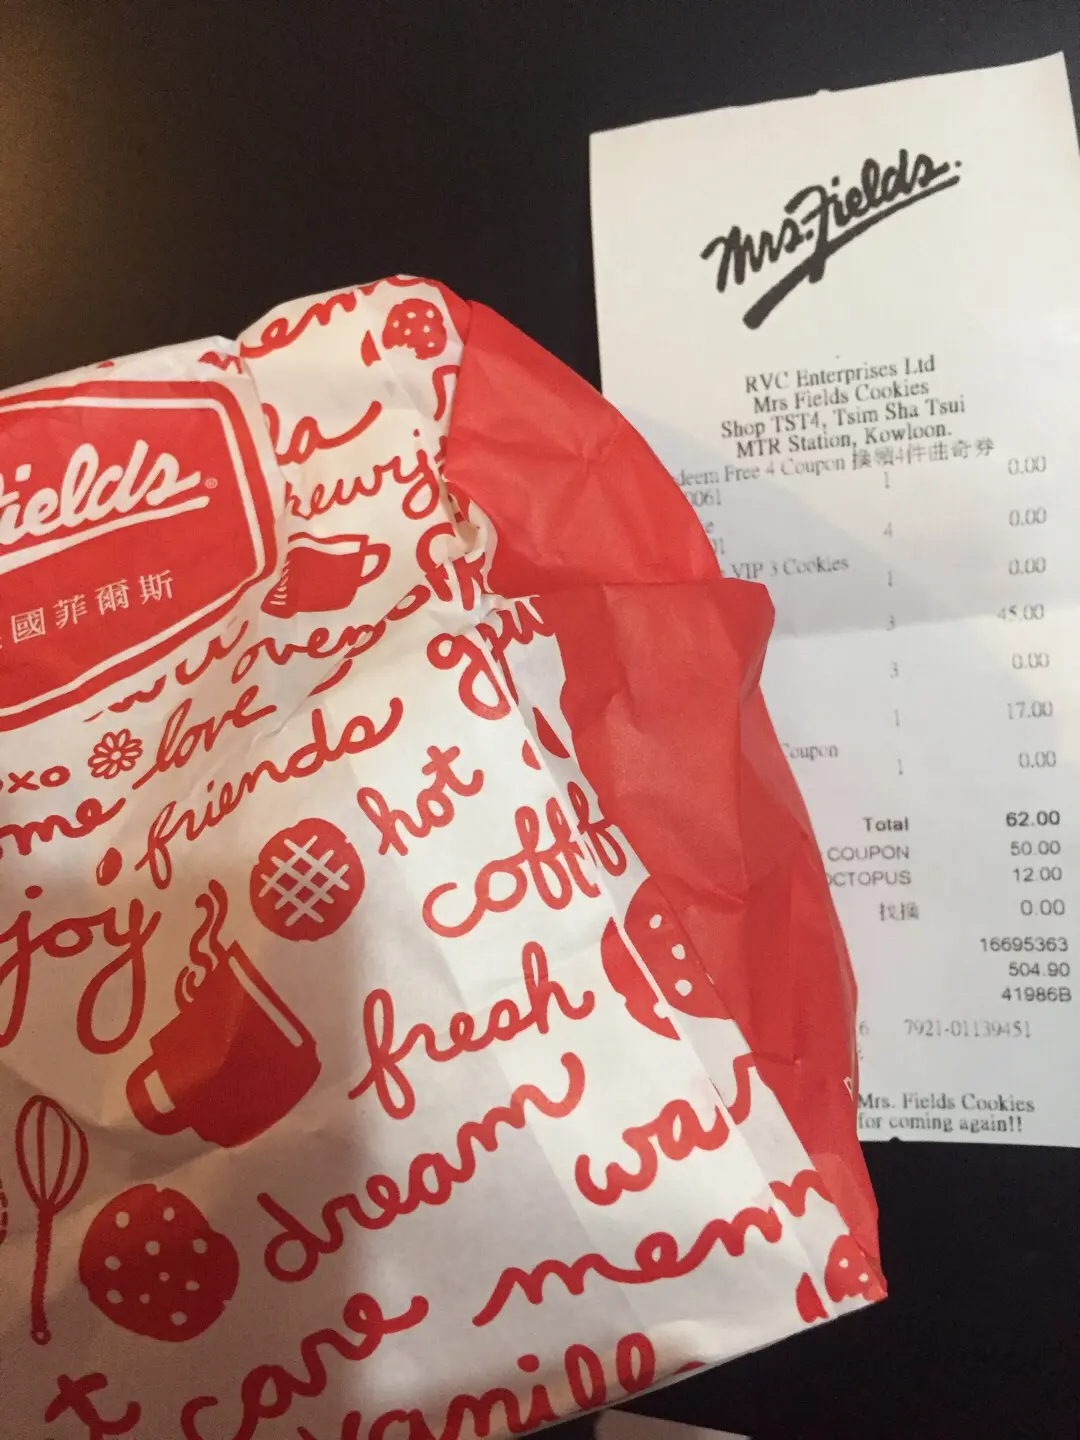 Mrs. Fields.
RVC Enterprises Ltd
Mrs Fields Cookies
Shop TST4, Tsim Sha Tsui
MTR Station, Kowloon.
Free 4 Coupon 換領4件曲奇券
1 0.00
0061
4 0.00
VIP 3 Cookies
1 0.00
3 45.00
3 0.00
1 17.00
Coupon
1 0.00
Total 62.00
COUPON 50.00
OCTOPUS 12.00
找換 0.00
16695363
504.90
41986B
6 7921-01139451
Mrs. Fields Cookies
for coming again!!
Fields®
國菲爾斯
love
friends
hot
joy
fresh
dream
care